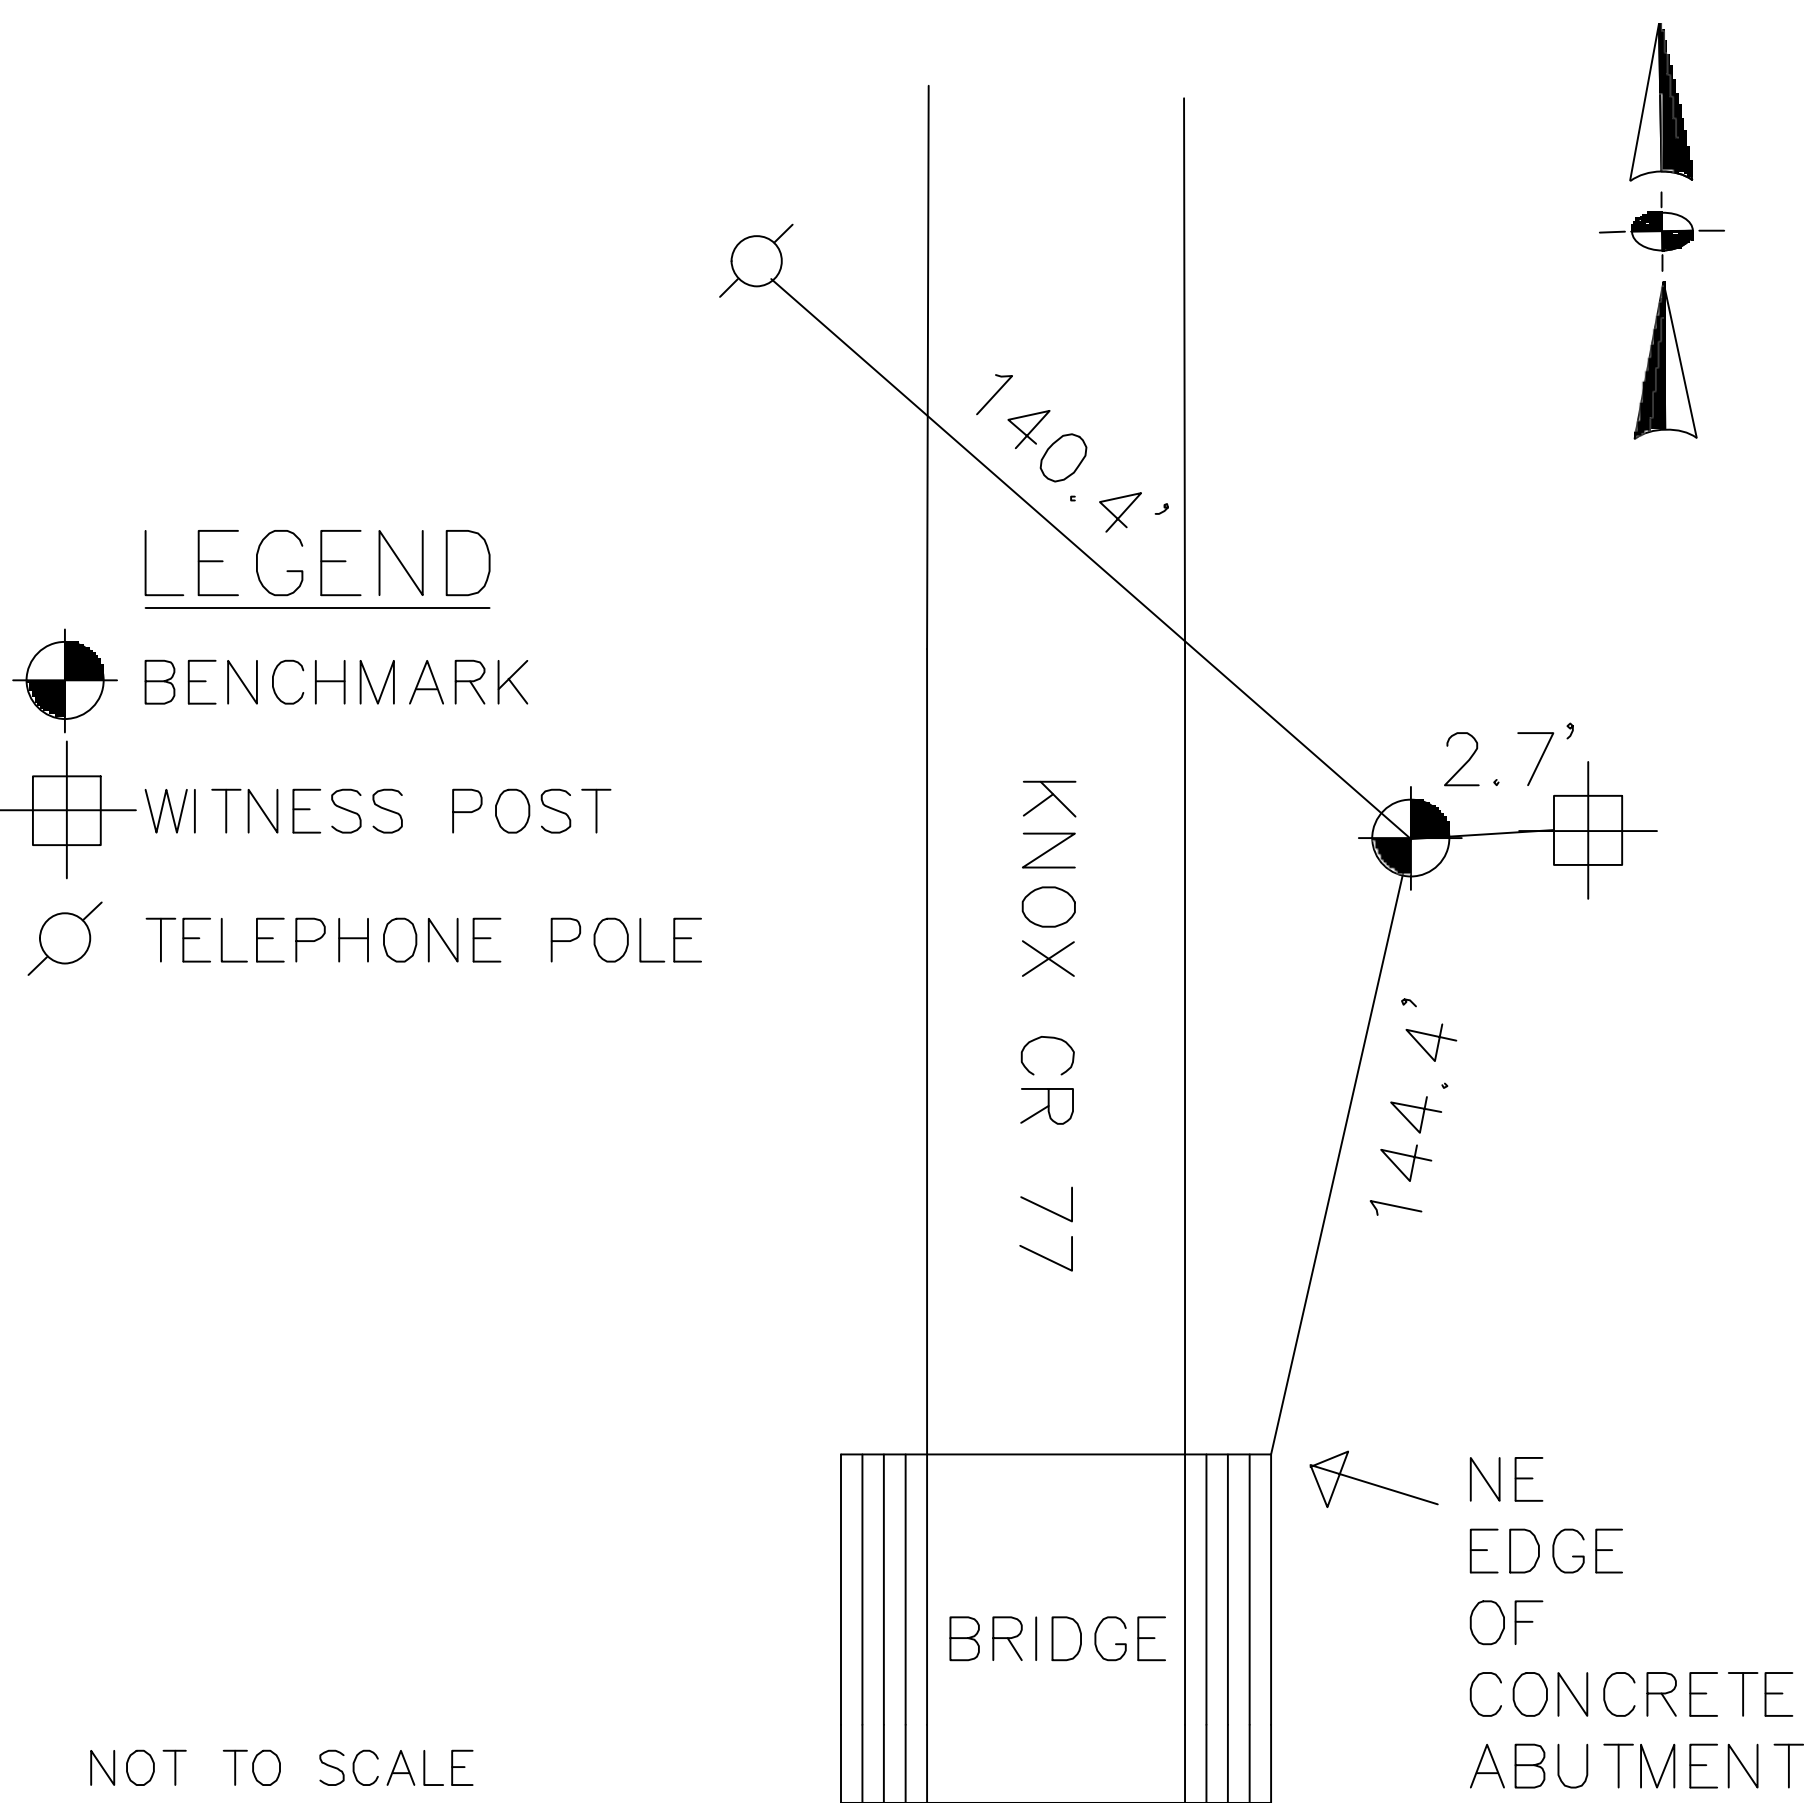 140.4'
LEGEND
BENCHMARK
WITNESS POST
TELEPHONE POLE
2.7'
KNOX CR 77
144.4'
NE
EDGE
OF
CONCRETE
ABUTMENT
BRIDGE
NOT TO SCALE